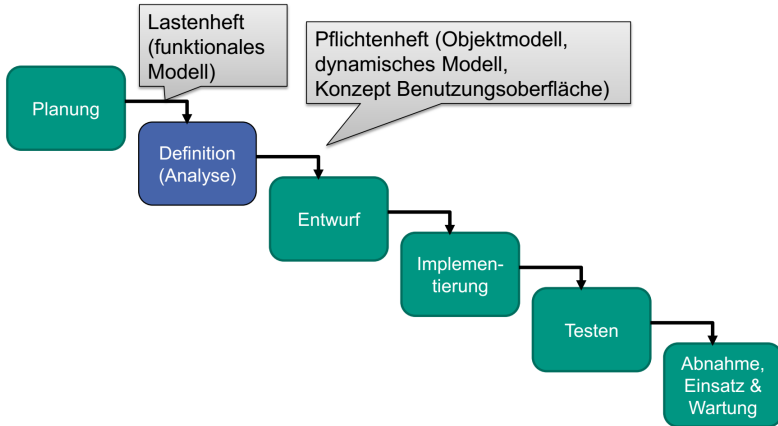 Lastenheft
(funktionales
Modell)
Pflichtenheft (Objektmodell,
dynamisches Modell,
Konzept Benutzungsoberfläche)
Planung
Definition
(Analyse)
Entwurf
Implemen-
tierung
Testen
Abnahme,
Einsatz &
Wartung